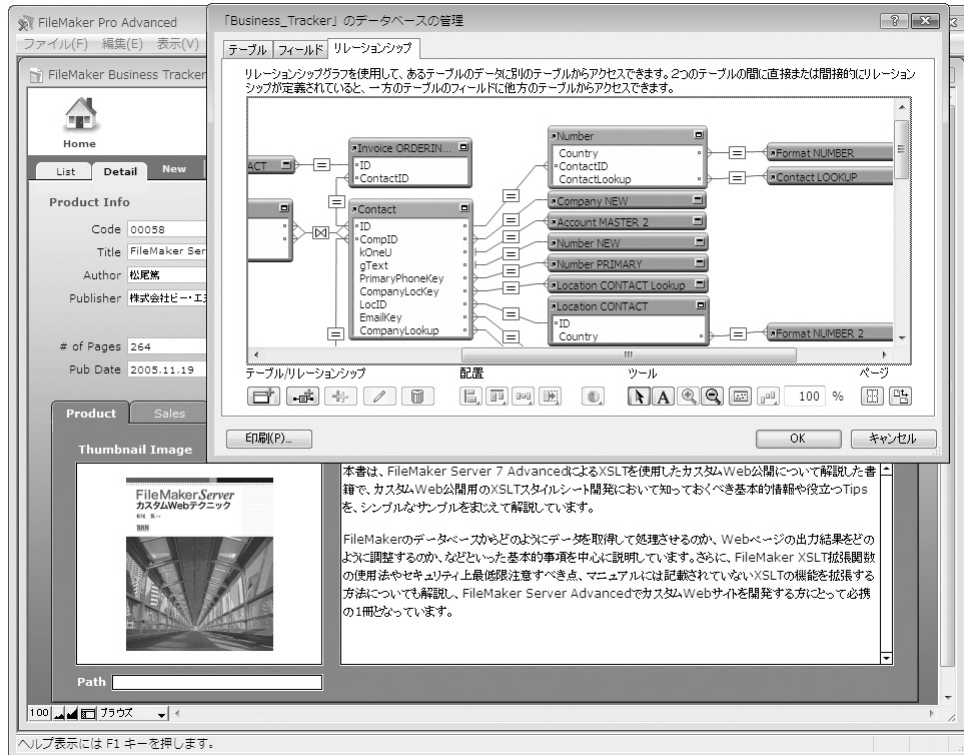 FileMaker Pro Advanced
ファイル(F) 編集(E) 表示(V)
FileMaker Business Tracker
Home
List Detail New
Product Info
Code 00058
Title FileMaker Ser
Author 松尾篤
Publisher 株式会社ビー・エ
# of Pages 264
Pub Date 2005.11.19
Product Sales
Thumbnail Image
FileMaker Server
カスタムWebテクニック
Path
100 ブラウズ
ヘルプ表示には F1 キーを押します。
「Business_Tracker」のデータベースの管理
テーブル フィールド リレーションシップ
リレーションシップグラフを使用して、あるテーブルのデータに別のテーブルからアクセスできます。2つのテーブルの間に直接または間接的にリレーション
シップが定義されていると、一方のテーブルのフィールドに他方のテーブルからアクセスできます。
ACT
Invoice ORDERIN...
ID
ContactID
Contact
ID
CompID
kOneU
gText
PrimaryPhoneKey
CompanyLocKey
LocID
EmailKey
CompanyLookup
Number
Country
ContactID
ContactLookup
Company NEW
Account MASTER 2
Number NEW
Number PRIMARY
Location CONTACT Lookup
Location CONTACT
ID
Country
Format NUMBER
Contact LOOKUP
Format NUMBER 2
テーブル/リレーションシップ 配置 ツール ページ
A 100 %
印刷(P)... OK キャンセル
本書は、FileMaker Server 7 AdvancedによるXSLTを使用したカスタムWeb公開について解説した書
籍で、カスタムWeb公開用のXSLTスタイルシート開発において知っておくべき基本的情報や役立つTips
を、シンプルなサンプルをまじえて解説しています。
FileMakerのデータベースからどのようにデータを取得して処理させるのか、Webページの出力結果をどの
ように調整するのか、などといった基本的事項を中心に説明しています。さらに、FileMaker XSLT拡張関数
の使用法やセキュリティ上最低限注意すべき点、マニュアルには記載されていないXSLTの機能を拡張する
方法についても解説し、FileMaker Server AdvancedでカスタムWebサイトを開発する方にとって必携
の1冊となっています。